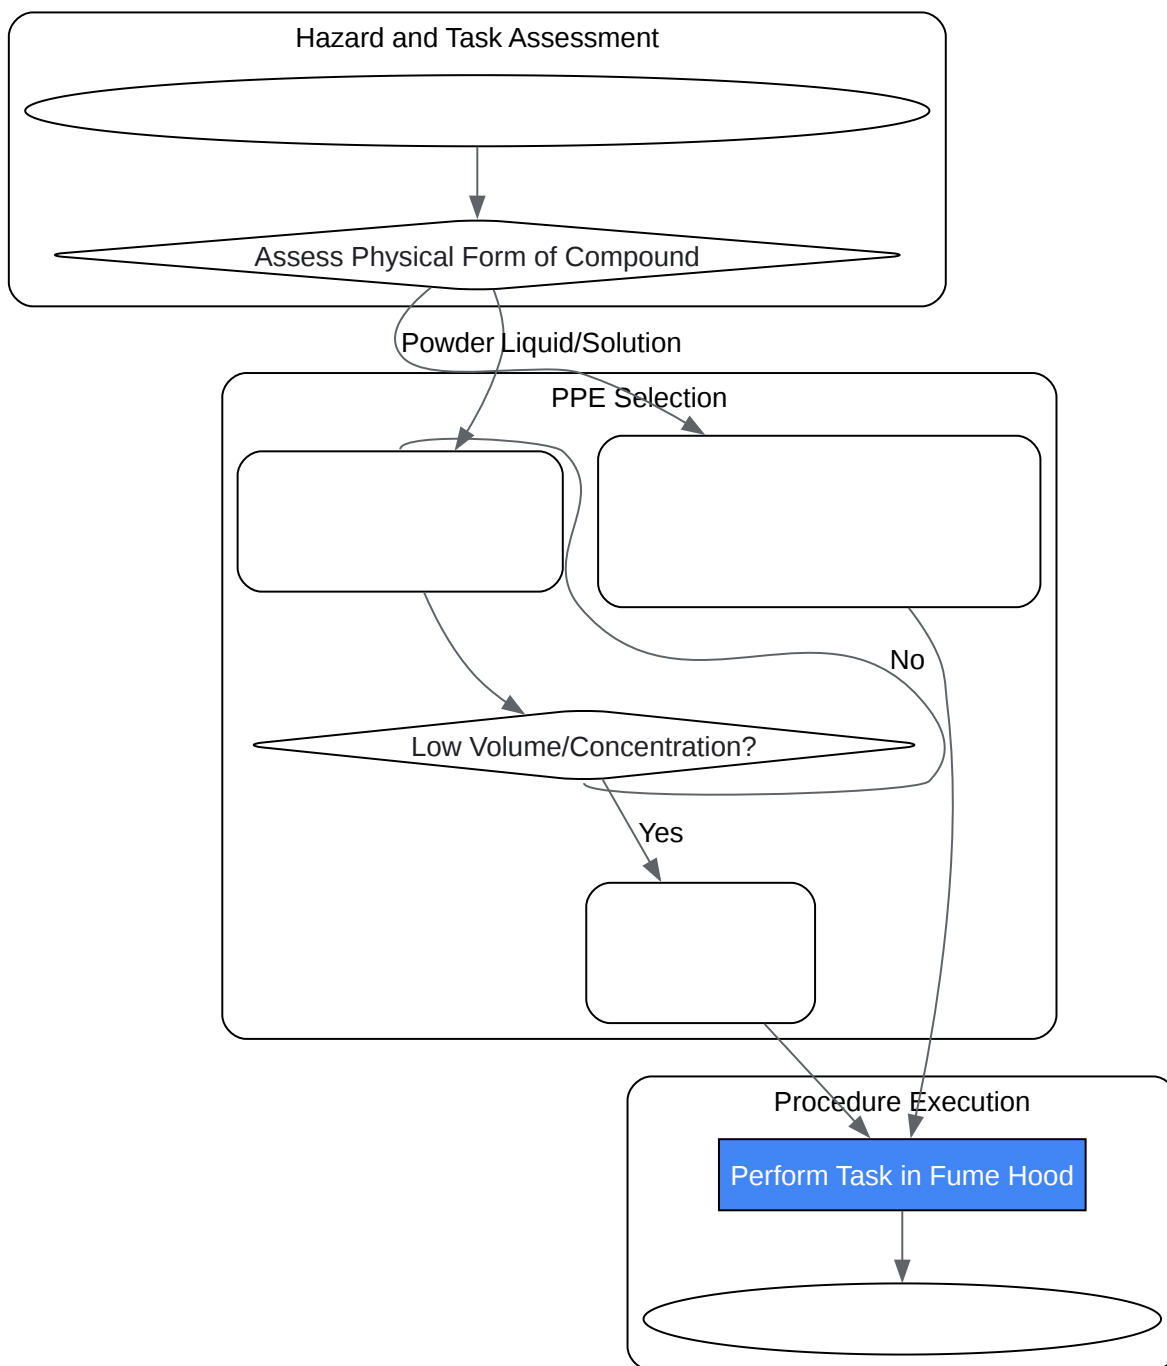 Hazard and Task Assessment
Assess Physical Form of Compound
Powder
Liquid/Solution
PPE Selection
No
Low Volume/Concentration?
Yes
Procedure Execution
Perform Task in Fume Hood